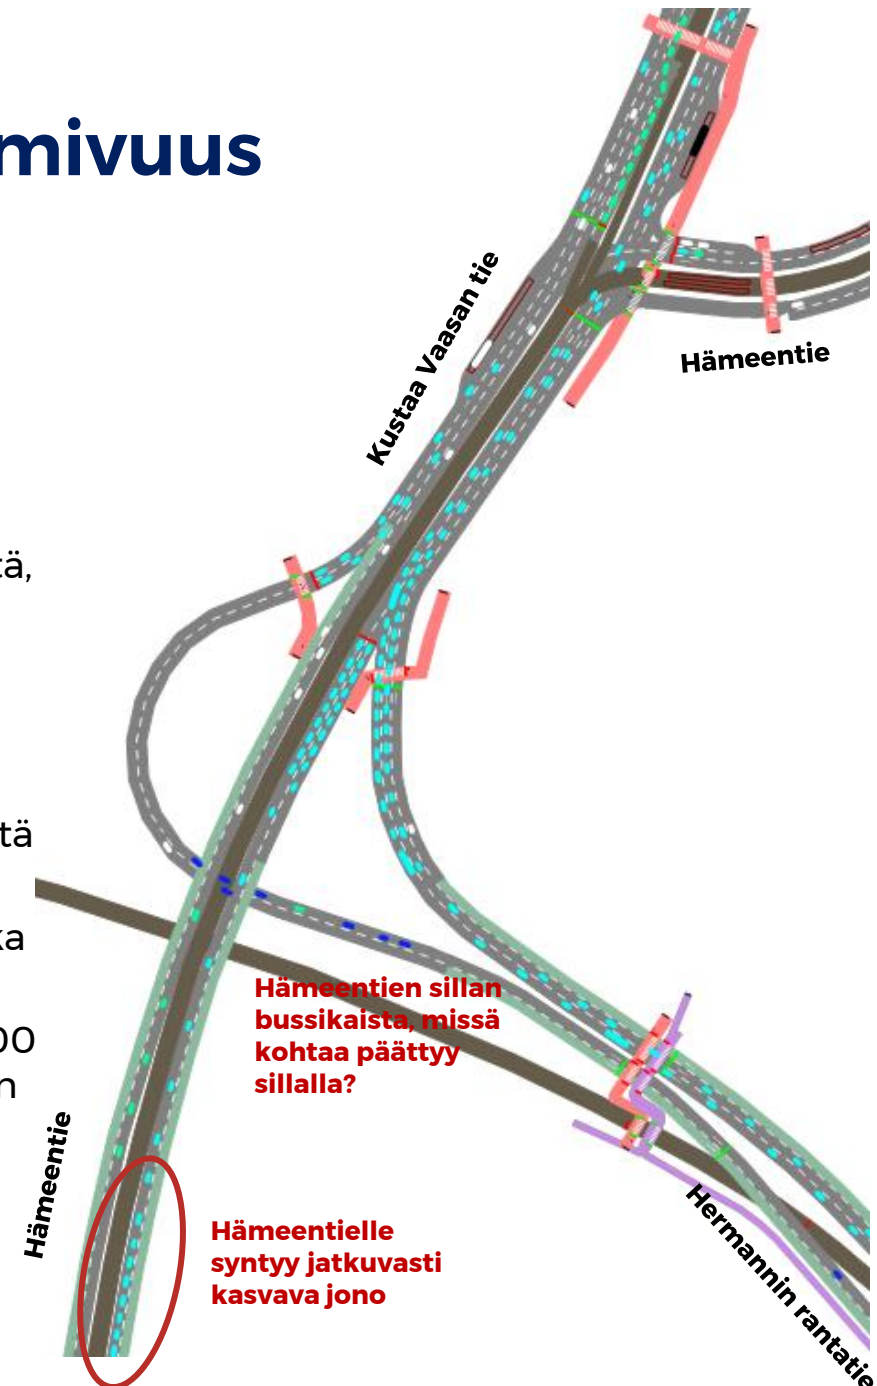 mivuus
Kustaa Vaasan tie
Hämeentie
tä,
tä
ka
00
n
Hämeentien sillan
bussikaista, missä
kohtaa päättyy
sillalla?
Hämeentie
Hämeentielle
syntyy jatkuvasti
kasvava jono
Hermannin rantatie